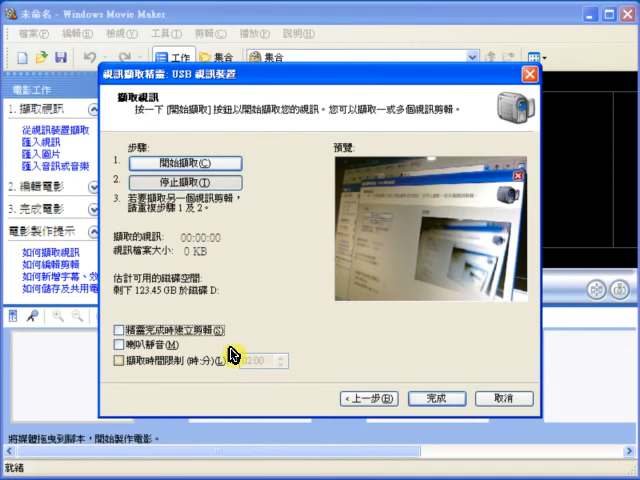 未命名 - Windows Movie Maker
檔案(F) 編輯(E) 檢視(V) 工具(T) 剪輯(C) 播放(P) 說明(H)
工作 集合 集合
電影工作
1. 擷取視訊
從視訊裝置擷取
匯入視訊
匯入圖片
匯入音訊或音樂
2. 編輯電影
3. 完成電影
電影製作提示
如何擷取視訊
如何編輯剪輯
如何新增字幕、效
如何儲存及共用電
視訊擷取精靈: USB 視訊裝置
擷取視訊
按一下 [開始擷取] 按鈕以開始擷取您的視訊。您可以擷取一或多個視訊剪輯。
步驟:
1. 開始擷取(C)
2. 停止擷取(T)
3. 若要擷取另一個視訊剪輯，
請重複步驟 1 及 2。
擷取的視訊: 00:00:00
視訊檔案大小: 0 KB
估計可用的磁碟空間:
剩下 123.45 GB 於磁碟 D:
預覽:
精靈完成時建立剪輯(S)
喇叭靜音(M)
擷取時間限制 (時:分)(L) 02:00
<上一步(B) 完成 取消
將媒體拖曳到腳本，開始製作電影。
就緒